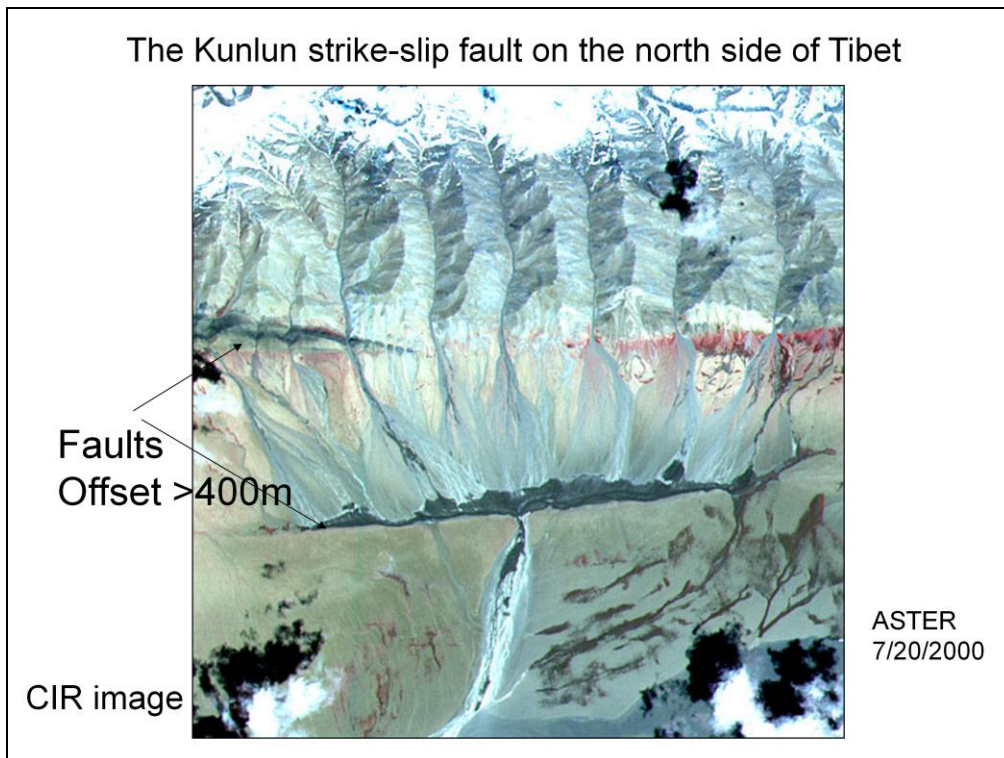 The Kunlun strike-slip fault on the north side of Tibet
Faults
Offset >400m
ASTER
7/20/2000
CIR image